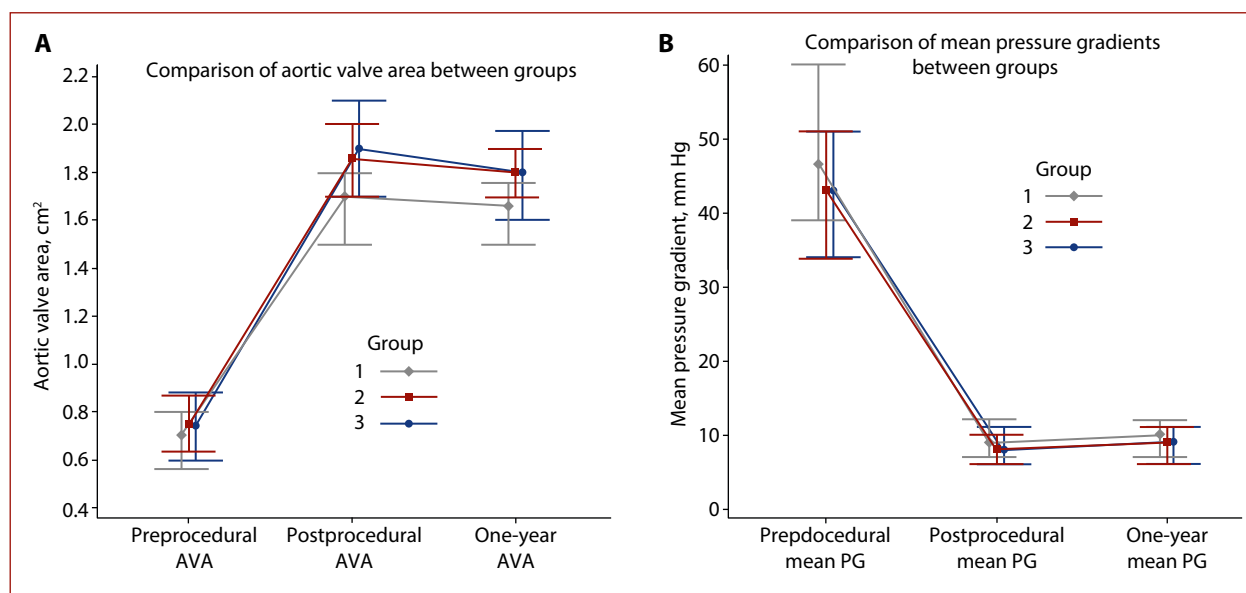 A
Comparison of aortic valve area between groups
Aortic valve area, cm²
2.2
2.0
1.8
1.6
1.4
1.2
1.0
0.8
0.6
0.4
Group
1
2
3
Preprocedural
AVA
Postprocedural
AVA
One-year
AVA
B
Comparison of mean pressure gradients
between groups
Mean pressure gradient, mm Hg
60
50
40
30
20
10
0
Group
1
2
3
Prepdocedural
mean PG
Postprocedural
mean PG
One-year
mean PG